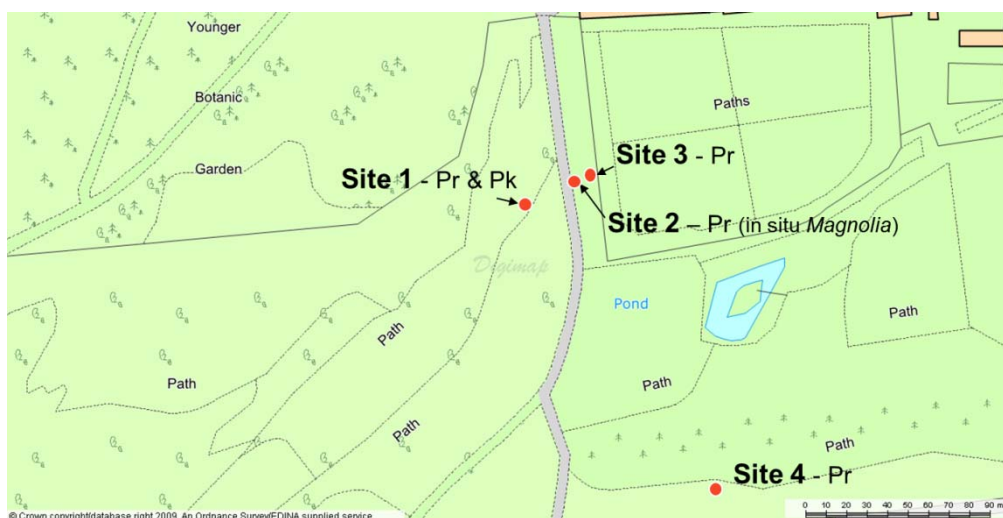 Younger
Botanic
Garden
Paths
Site 3 - Pr
Site 1 - Pr & Pk
Site 2 – Pr (in situ Magnolia)
Digimap
Pond
Path
Path
Path
Path
Path
Path
Site 4 - Pr
© Crown copyright/database right 2009. An Ordnance Survey/EDINA supplied service
0 10 20 30 40 50 60 70 80 90 m